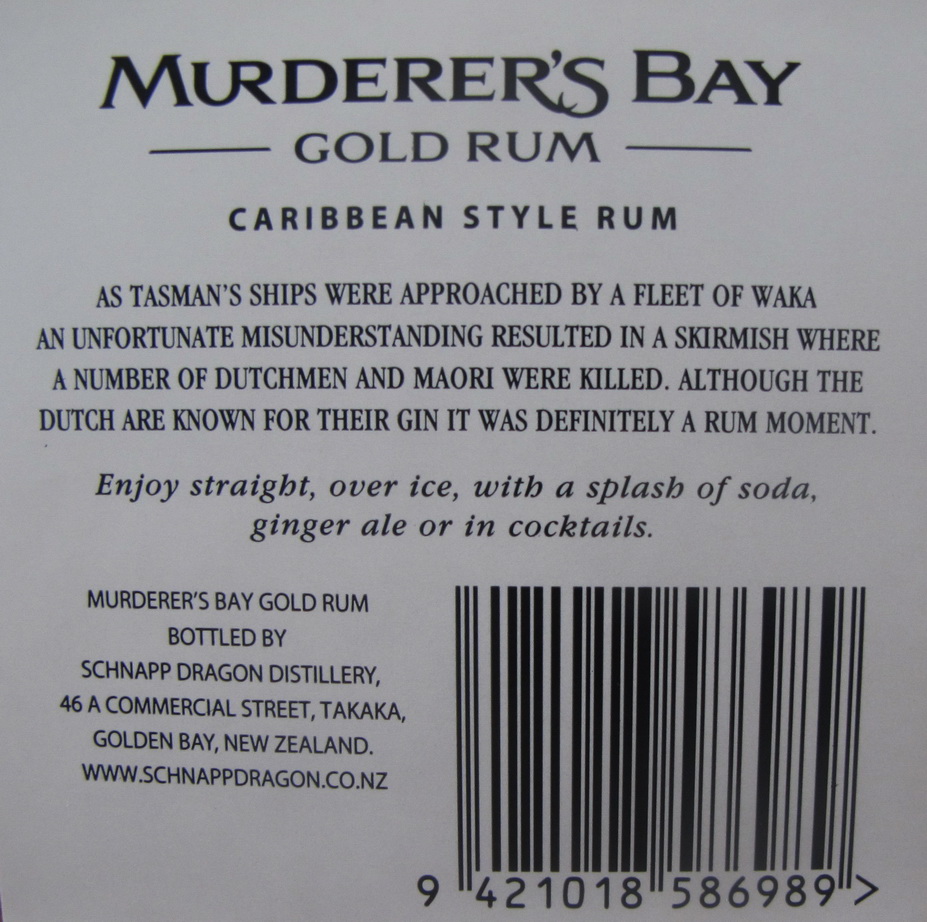 MURDERER'S BAY
GOLD RUM
CARIBBEAN STYLE RUM
AS TASMAN'S SHIPS WERE APPROACHED BY A FLEET OF WAKA
AN UNFORTUNATE MISUNDERSTANDING RESULTED IN A SKIRMISH WHERE
A NUMBER OF DUTCHMEN AND MAORI WERE KILLED. ALTHOUGH THE
DUTCH ARE KNOWN FOR THEIR GIN IT WAS DEFINITELY A RUM MOMENT.
Enjoy straight, over ice, with a splash of soda,
ginger ale or in cocktails.
MURDERER'S BAY GOLD RUM
BOTTLED BY
SCHNAPP DRAGON DISTILLERY,
46 A COMMERCIAL STREET, TAKAKA,
GOLDEN BAY, NEW ZEALAND.
WWW.SCHNAPPDRAGON.CO.NZ
9 421018 586989 >